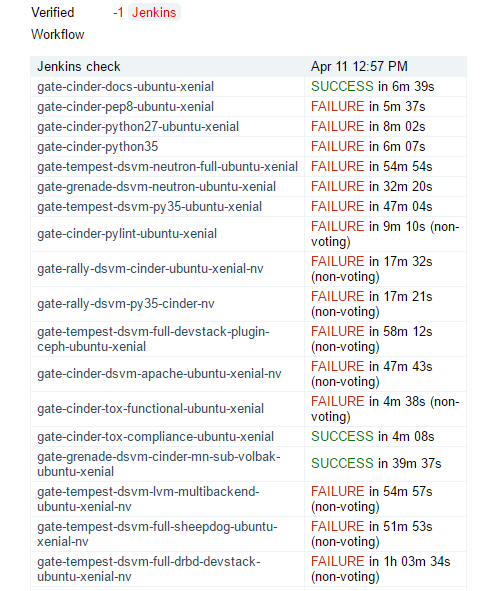 Verified -1 Jenkins
Workflow
Jenkins check Apr 11 12:57 PM
gate-cinder-docs-ubuntu-xenial SUCCESS in 6m 39s
gate-cinder-pep8-ubuntu-xenial FAILURE in 5m 37s
gate-cinder-python27-ubuntu-xenial FAILURE in 8m 02s
gate-cinder-python35 FAILURE in 6m 07s
gate-tempest-dsvm-neutron-full-ubuntu-xenial FAILURE in 54m 54s
gate-grenade-dsvm-neutron-ubuntu-xenial FAILURE in 32m 20s
gate-tempest-dsvm-py35-ubuntu-xenial FAILURE in 47m 04s
gate-cinder-pylint-ubuntu-xenial FAILURE in 9m 10s (non-
voting)
gate-rally-dsvm-cinder-ubuntu-xenial-nv FAILURE in 17m 32s
(non-voting)
gate-rally-dsvm-py35-cinder-nv FAILURE in 17m 21s
(non-voting)
gate-tempest-dsvm-full-devstack-plugin- FAILURE in 58m 12s
ceph-ubuntu-xenial (non-voting)
gate-cinder-dsvm-apache-ubuntu-xenial-nv FAILURE in 47m 43s
(non-voting)
gate-cinder-tox-functional-ubuntu-xenial FAILURE in 4m 38s (non-
voting)
gate-cinder-tox-compliance-ubuntu-xenial SUCCESS in 4m 08s
gate-grenade-dsvm-cinder-mn-sub-volbak-
ubuntu-xenial SUCCESS in 39m 37s
gate-tempest-dsvm-lvm-multibackend- FAILURE in 54m 57s
ubuntu-xenial-nv (non-voting)
gate-tempest-dsvm-full-sheepdog-ubuntu- FAILURE in 51m 53s
xenial-nv (non-voting)
gate-tempest-dsvm-full-drbd-devstack- FAILURE in 1h 03m 34s
ubuntu-xenial-nv (non-voting)